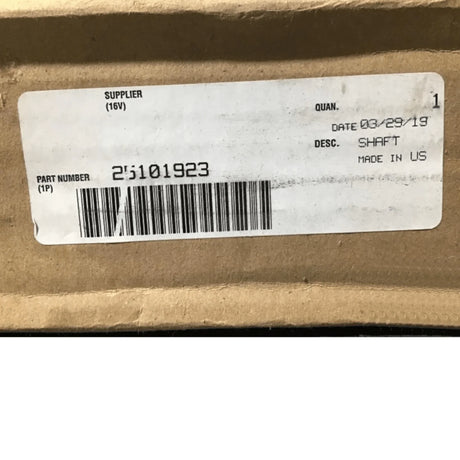 SUPPLIER
(16V)
QUAN. 1
DATE 03/29/19
DESC. SHAFT
MADE IN US
PART NUMBER 25101923
(1P)